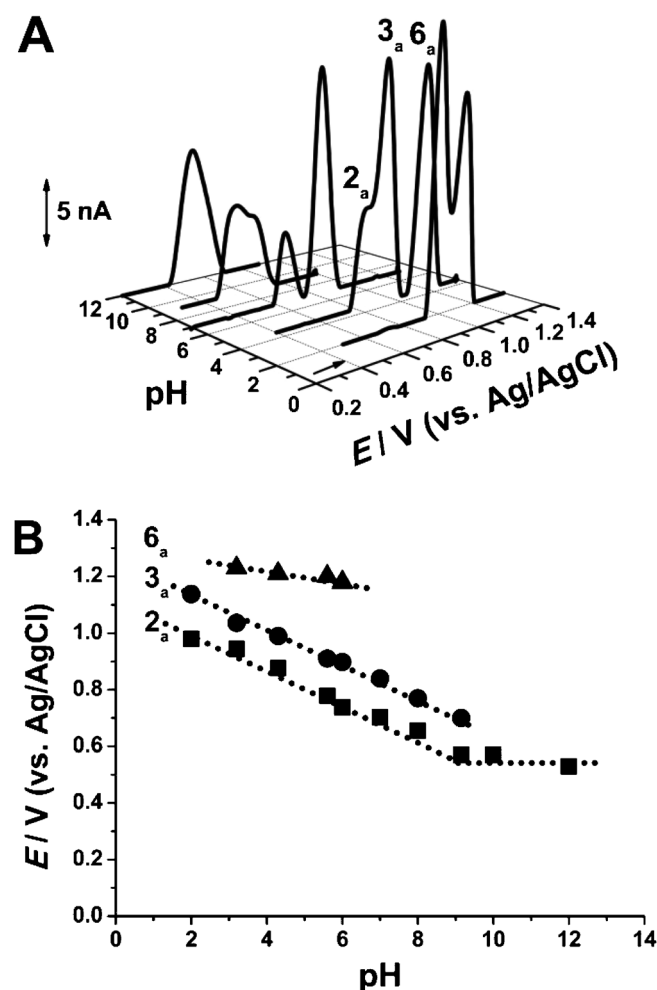 A
3a 6a
2a
5 nA
12 10 8 6 4 2 0
pH
0.2 0.4 0.6 0.8 1.0 1.2 1.4
E / V (vs. Ag/AgCl)
B
1.4
1.2
1.0
0.8
0.6
0.4
0.2
0.0
6a
3a
2a
E / V (vs. Ag/AgCl)
0 2 4 6 8 10 12 14
pH